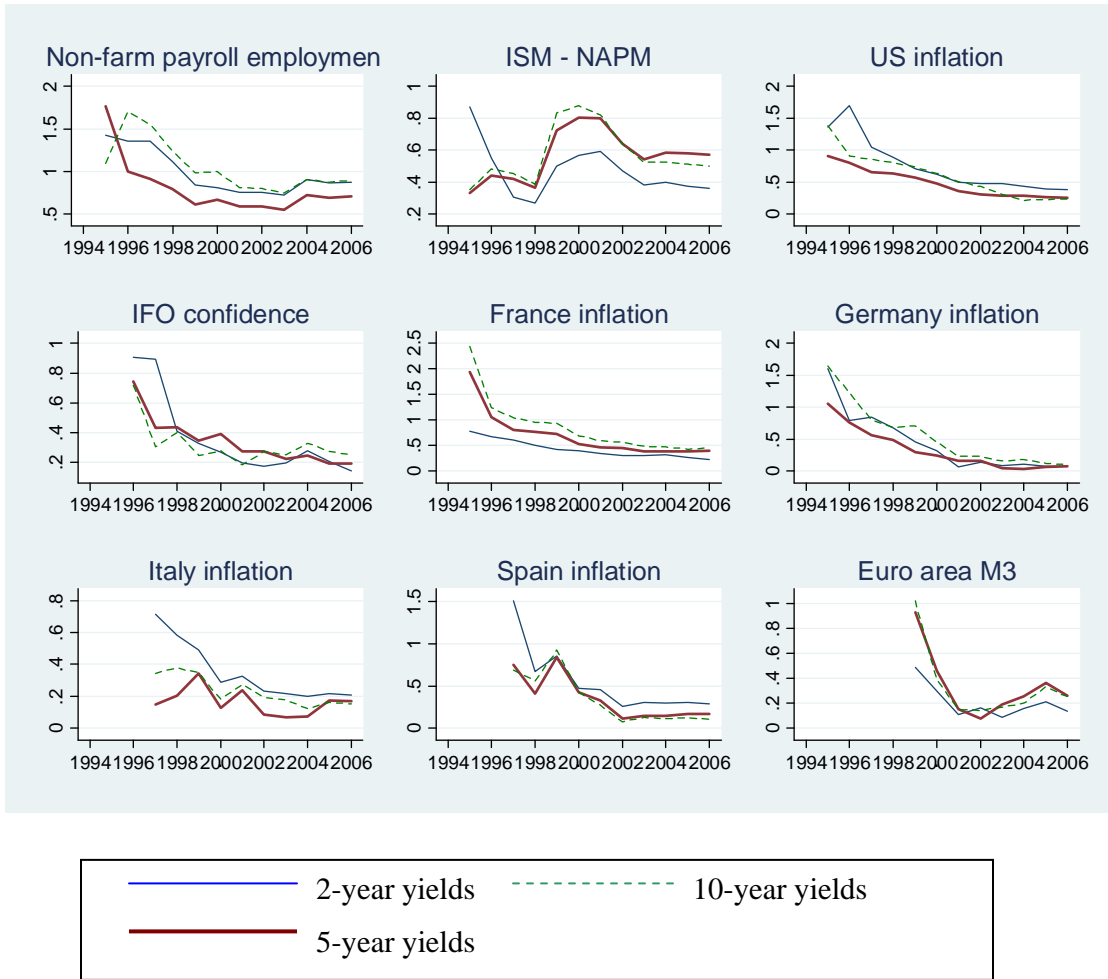 Non-farm payroll employmen
.5 1 1.5 2
1994 1996 1998 2000 2002 2004 2006
ISM - NAPM
.2 .4 .6 .8 1
1994 1996 1998 2000 2002 2004 2006
US inflation
0 .5 1 1.5 2
1994 1996 1998 2000 2002 2004 2006
IFO confidence
.2 .4 .6 .8 1
1994 1996 1998 2000 2002 2004 2006
France inflation
0 .5 1 1.5 2 2.5
1994 1996 1998 2000 2002 2004 2006
Germany inflation
0 .5 1 1.5 2
1994 1996 1998 2000 2002 2004 2006
Italy inflation
0 .2 .4 .6 .8
1994 1996 1998 2000 2002 2004 2006
Spain inflation
0 .5 1 1.5
1994 1996 1998 2000 2002 2004 2006
Euro area M3
0 .2 .4 .6 .8 1
1994 1996 1998 2000 2002 2004 2006
2-year yields 10-year yields
5-year yields